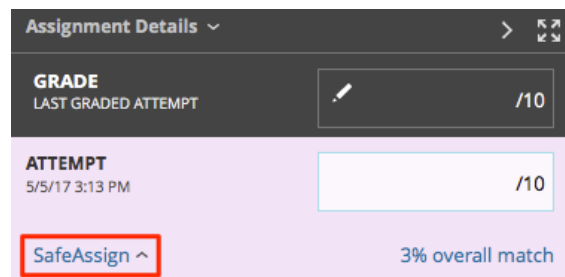 Assignment Details
GRADE
LAST GRADED ATTEMPT
/10
ATTEMPT
5/5/17 3:13 PM
/10
SafeAssign
3% overall match